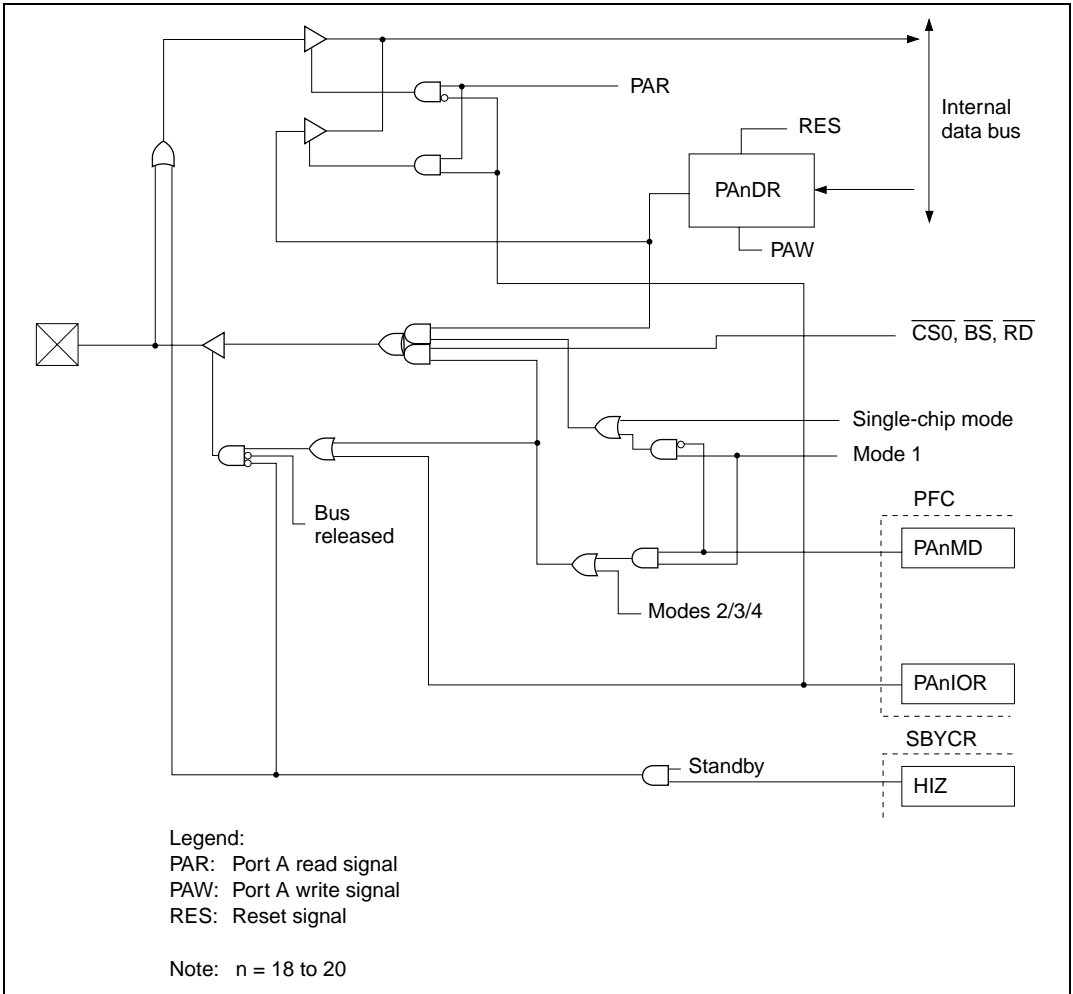 PAR
Internal
data bus
RES
PAnDR
PAW
CS0, BS, RD
Single-chip mode
Mode 1
Bus
released
PFC
PAnMD
Modes 2/3/4
PAnIOR
SBYCR
Standby
HIZ
Legend:
PAR: Port A read signal
PAW: Port A write signal
RES: Reset signal
Note: n = 18 to 20